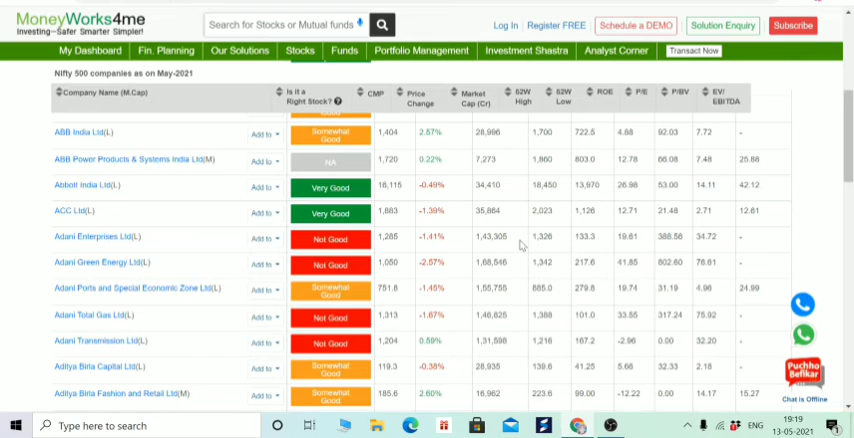 MoneyWorks4me
Investing–Safer Smarter Simpler!
Search for Stocks or Mutual funds
Log In | Register FREE
Schedule a DEMO
Solution Enquiry
Subscribe
My Dashboard | Fin. Planning | Our Solutions | Stocks | Funds | Portfolio Management | Investment Shastra | Analyst Corner | Transact Now
Nifty 500 companies as on May-2021
Company Name (M.Cap) Is it a Right Stock? CMP Price Change Market Cap (Cr) 52W High 52W Low ROE P/E P/BV EV/ EBITDA
Good
ABB India Ltd(L) Add to Somewhat Good 1,404 2.57% 28,996 1,700 722.5 4.88 92.03 7.72 -
ABB Power Products & Systems India Ltd(M) Add to NA 1,720 0.22% 7,273 1,860 803.0 12.78 66.08 7.48 25.88
Abbott India Ltd(L) Add to Very Good 16,115 -0.49% 34,410 18,450 13,970 26.98 53.00 14.11 42.12
ACC Ltd(L) Add to Very Good 1,883 -1.39% 35,864 2,023 1,126 12.71 21.48 2.71 12.61
Adani Enterprises Ltd(L) Add to Not Good 1,265 -1.41% 1,43,305 1,326 133.3 19.61 388.56 34.72 -
Adani Green Energy Ltd(L) Add to Not Good 1,050 -2.57% 1,68,546 1,342 217.6 41.85 802.60 76.61 -
Adani Ports and Special Economic Zone Ltd(L) Add to Somewhat Good 751.8 -1.45% 1,55,755 885.0 279.8 19.74 31.19 4.96 24.99
Adani Total Gas Ltd(L) Add to Not Good 1,313 -1.67% 1,46,825 1,388 101.0 33.55 317.24 75.92 -
Adani Transmission Ltd(L) Add to Not Good 1,204 0.59% 1,31,598 1,216 167.2 -2.96 0.00 32.20 -
Aditya Birla Capital Ltd(L) Add to Somewhat Good 119.3 -0.38% 28,935 139.6 41.25 5.66 32.33 2.18 -
Aditya Birla Fashion and Retail Ltd(M) Add to Somewhat Good 185.6 2.60% 16,962 223.6 99.00 -12.22 0.00 14.17 15.27
Puchho Befikar
Chat is Offline
Type here to search
ENG
19:19
13-05-2021
1